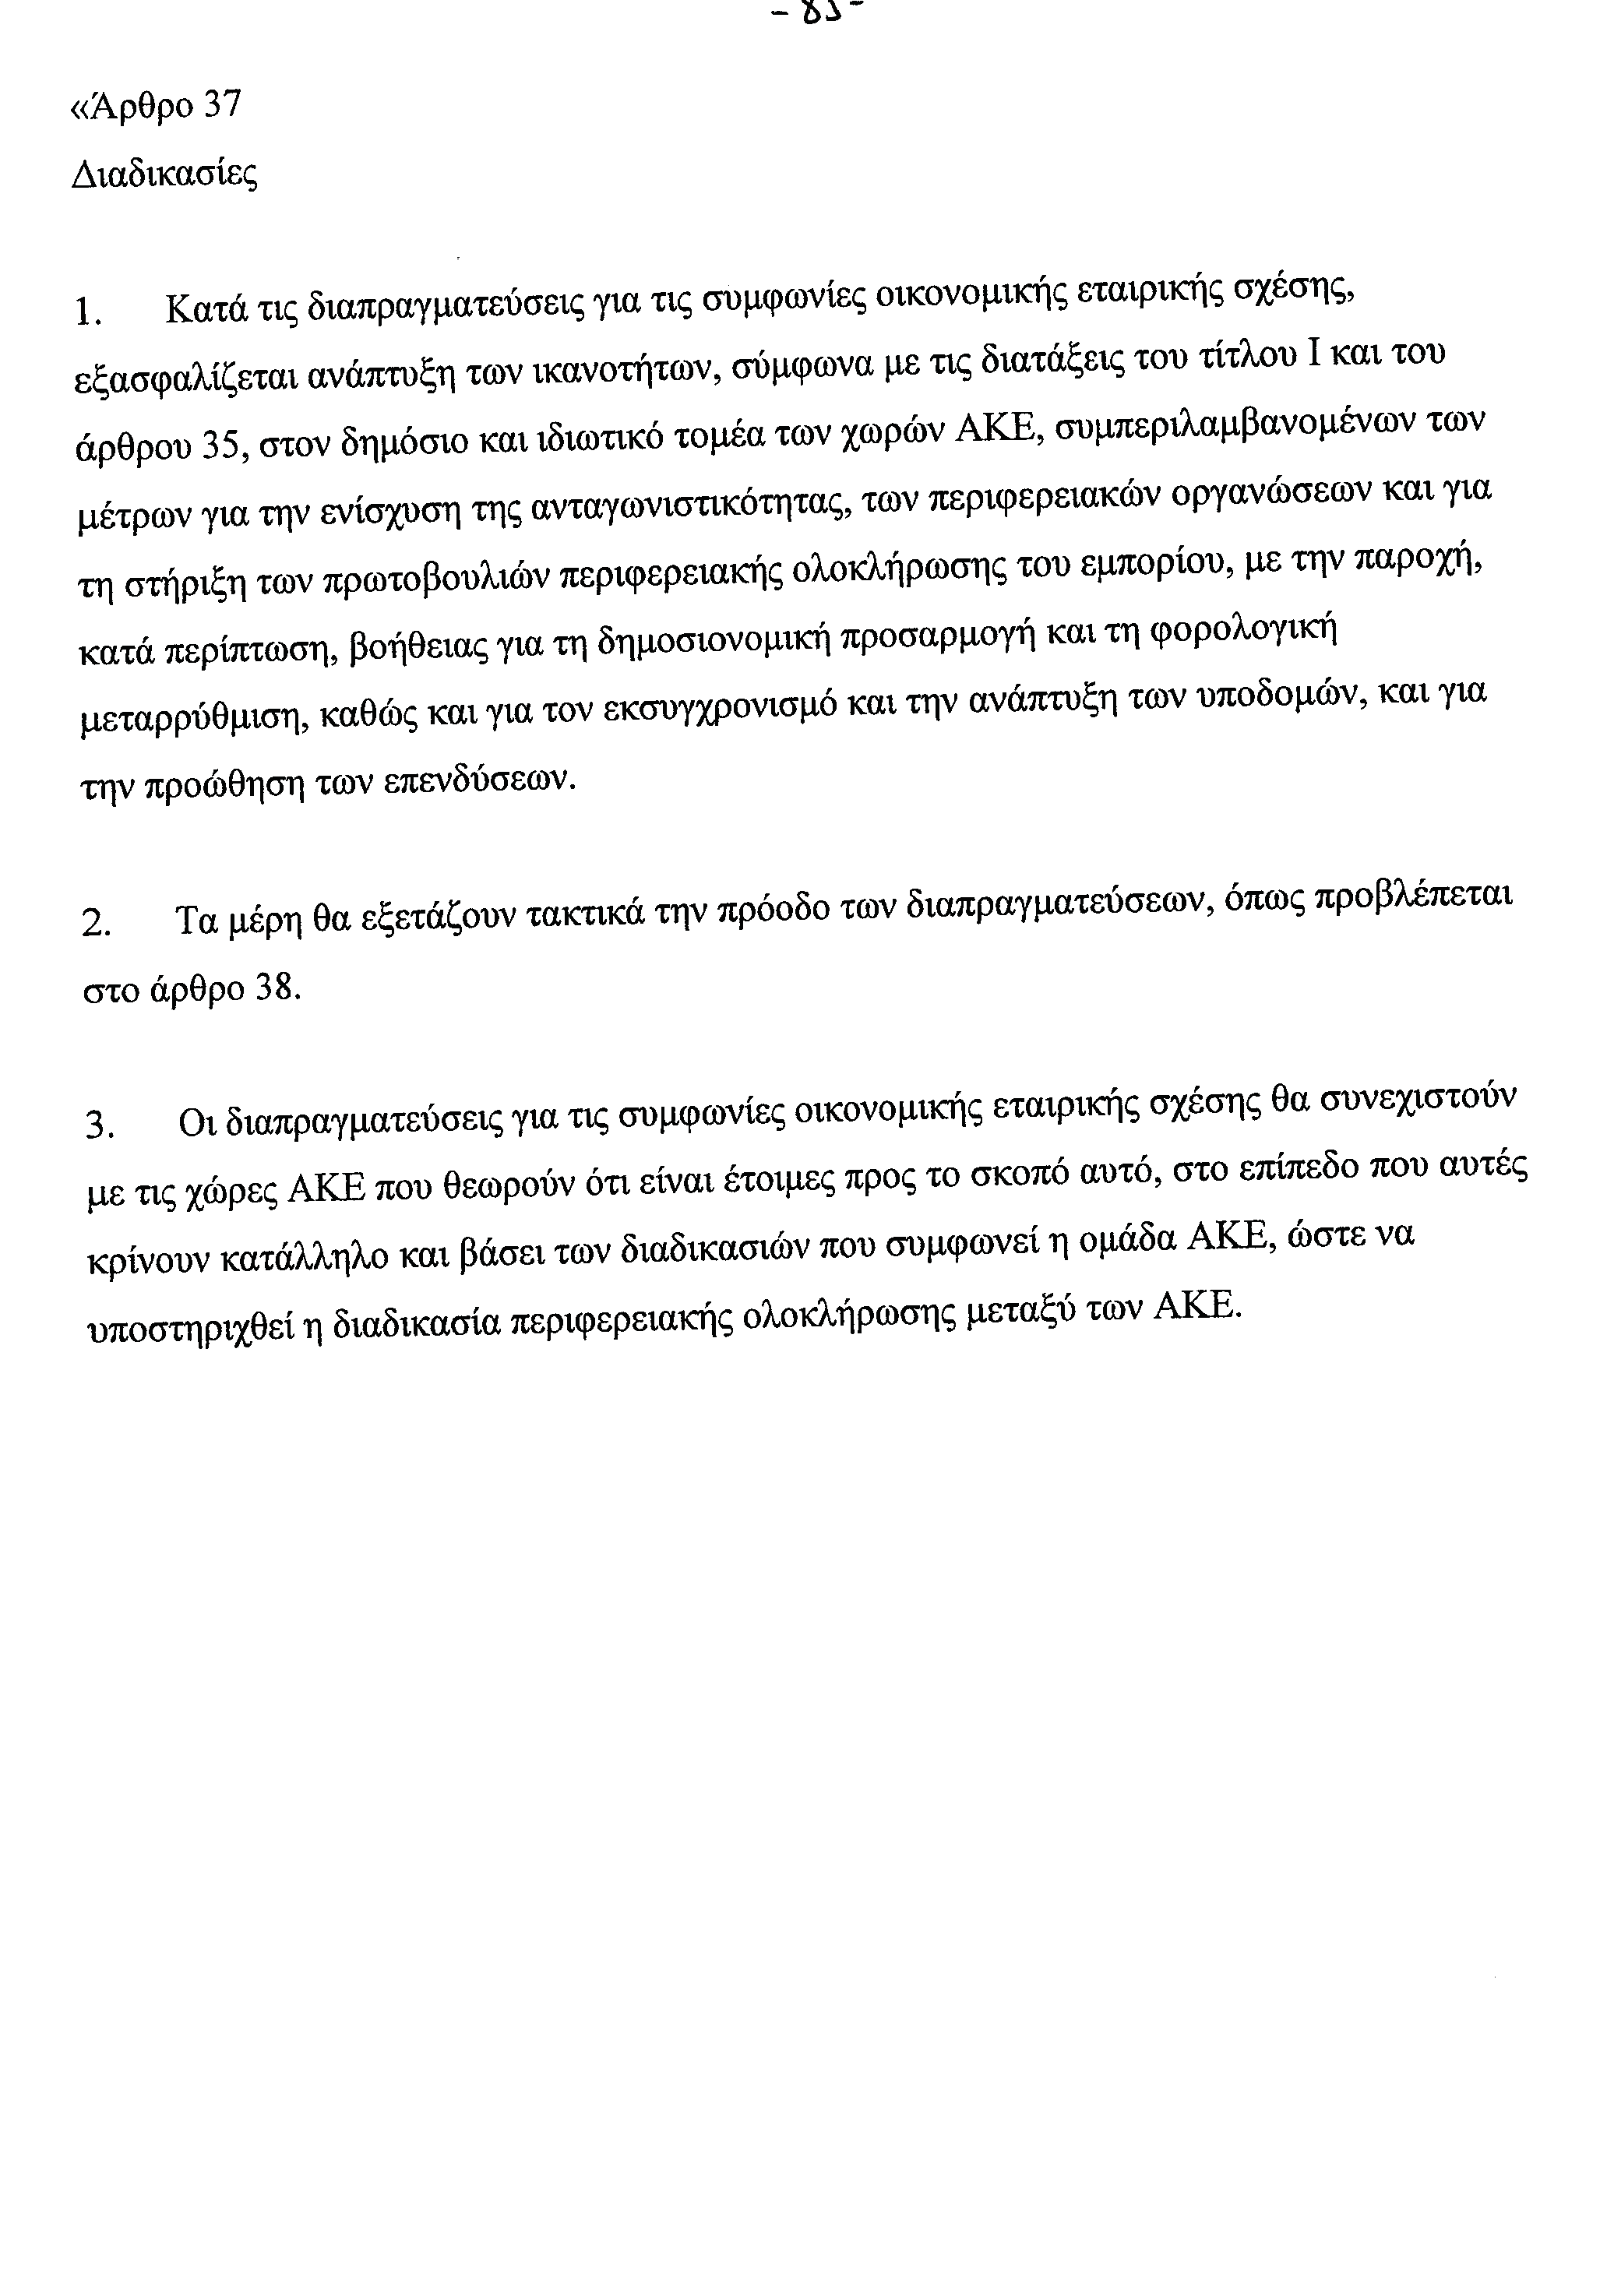 «Άρθρο 37
Διαδικασίες
1. Κατά τις διαπραγματεύσεις για τις συμφωνίες οικονομικής εταιρικής σχέσης,
εξασφαλίζεται ανάπτυξη των ικανοτήτων, σύμφωνα με τις διατάξεις του τίτλου Ι και του
άρθρου 35, στον δημόσιο και ιδιωτικό τομέα των χωρών ΑΚΕ, συμπεριλαμβανομένων των
μέτρων για την ενίσχυση της ανταγωνιστικότητας, των περιφερειακών οργανώσεων και για
τη στήριξη των πρωτοβουλιών περιφερειακής ολοκλήρωσης του εμπορίου, με την παροχή,
κατά περίπτωση, βοήθειας για τη δημοσιονομική προσαρμογή και τη φορολογική
μεταρρύθμιση, καθώς και για τον εκσυγχρονισμό και την ανάπτυξη των υποδομών, και για
την προώθηση των επενδύσεων.
2. Τα μέρη θα εξετάζουν τακτικά την πρόοδο των διαπραγματεύσεων, όπως προβλέπεται
στο άρθρο 38.
3. Οι διαπραγματεύσεις για τις συμφωνίες οικονομικής εταιρικής σχέσης θα συνεχιστούν
με τις χώρες ΑΚΕ που θεωρούν ότι είναι έτοιμες προς το σκοπό αυτό, στο επίπεδο που αυτές
κρίνουν κατάλληλο και βάσει των διαδικασιών που συμφωνεί η ομάδα ΑΚΕ, ώστε να
υποστηριχθεί η διαδικασία περιφερειακής ολοκλήρωσης μεταξύ των ΑΚΕ.